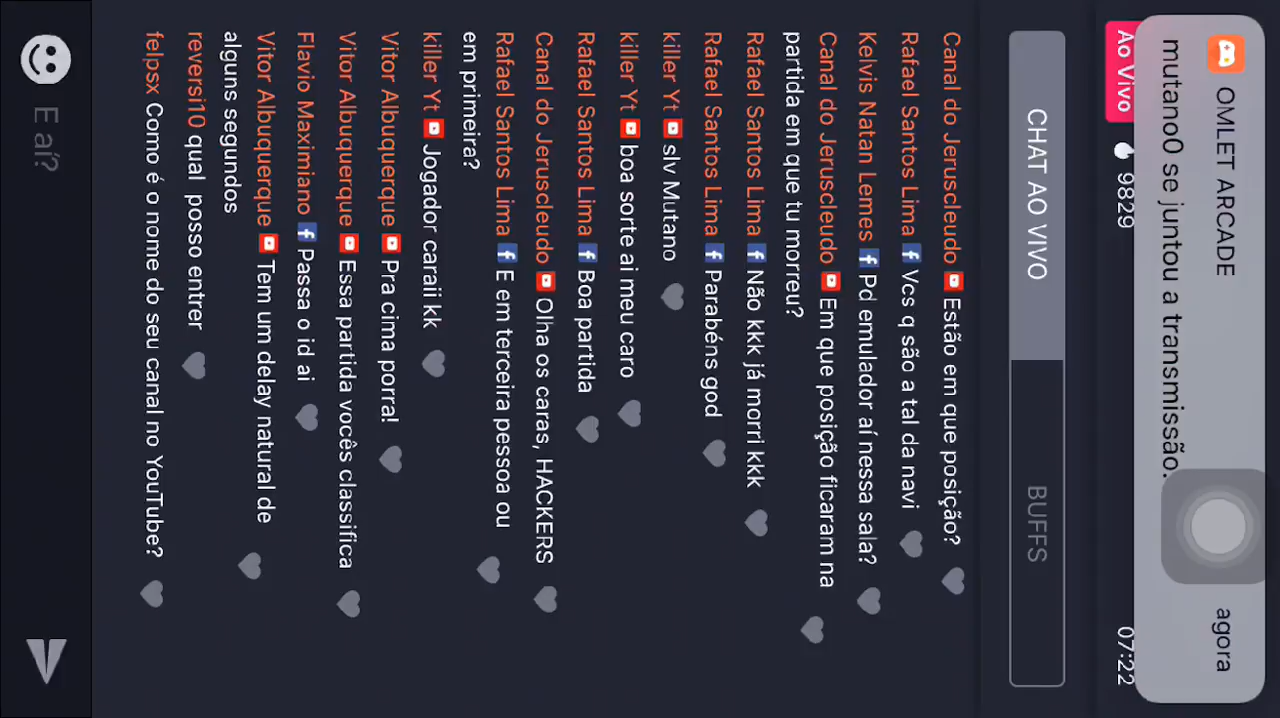 OMLET ARCADE
agora
mutano0 se juntou a transmissão.
Ao Vivo
9829
07:22
CHAT AO VIVO
BUFFS
Canal do Jeruscleudo Estão em que posição?
Rafael Santos Lima Vcs q são a tal da navi
Kelvis Natan Lemes Pd emulador aí nessa sala?
Canal do Jeruscleudo Em que posição ficaram na
partida em que tu morreu?
Rafael Santos Lima Não kkk já morri kkk
Rafael Santos Lima Parabéns god
killer Yt slv Mutano
killer Yt boa sorte ai meu caro
Rafael Santos Lima Boa partida
Canal do Jeruscleudo Olha os caras, HACKERS
Rafael Santos Lima E em terceira pessoa ou
em primeira?
killer Yt Jogador caraii kk
Vitor Albuquerque Pra cima porra!
Vitor Albuquerque Essa partida vocês classifica
Flavio Maximiano Passa o id ai
Vitor Albuquerque Tem um delay natural de
alguns segundos
reversi10 qual posso enter
felpsx Como é o nome do seu canal no YouTube?
E aí?